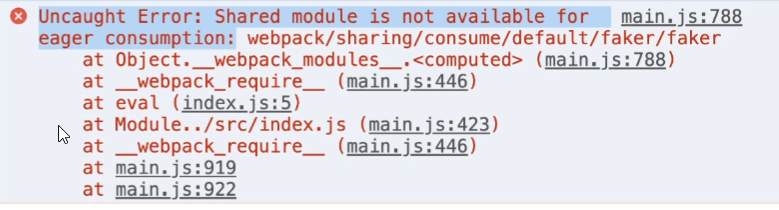 Uncaught Error: Shared module is not available for main.js:788
eager consumption: webpack/sharing/consume/default/faker/faker
at Object.__webpack_modules__.<computed> (main.js:788)
at __webpack_require__ (main.js:446)
at eval (index.js:5)
at Module../src/index.js (main.js:423)
at __webpack_require__ (main.js:446)
at main.js:919
at main.js:922